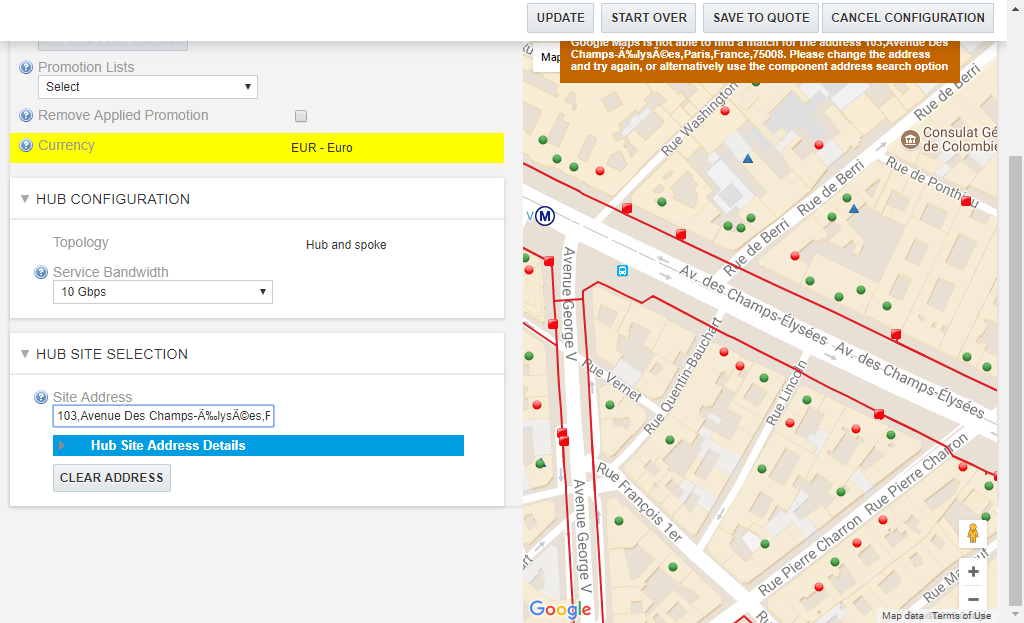 UPDATE
START OVER
SAVE TO QUOTE
CANCEL CONFIGURATION
Promotion Lists
Select
Remove Applied Promotion
Currency
EUR - Euro
HUB CONFIGURATION
Topology
Hub and spoke
Service Bandwidth
10 Gbps
HUB SITE SELECTION
Site Address
103,Avenue Des Champs-Ã‰lysÃ©es,F
Hub Site Address Details
CLEAR ADDRESS
Map
Google Maps is not able to find a match for the address 103,Avenue Des
Champs-Ã‰lysÃ©es,Paris,France,75008. Please change the address
and try again, or alternatively use the component address search option
Rue Washington
Rue de Berri
Consulat Gé
de Colombie
Rue de Berri
Rue de Ponthieu
V
M
Rue de Berri
Avenue George V
Av. des Champs-Élysées
Av. des Champs-Élysées
Rue Vernet
Rue Quentin-Bauchart
Rue Lincoln
Rue Pierre Charron
Rue François 1er
Avenue George V
Rue Pierre Charron
Google
Map data
Terms of Use